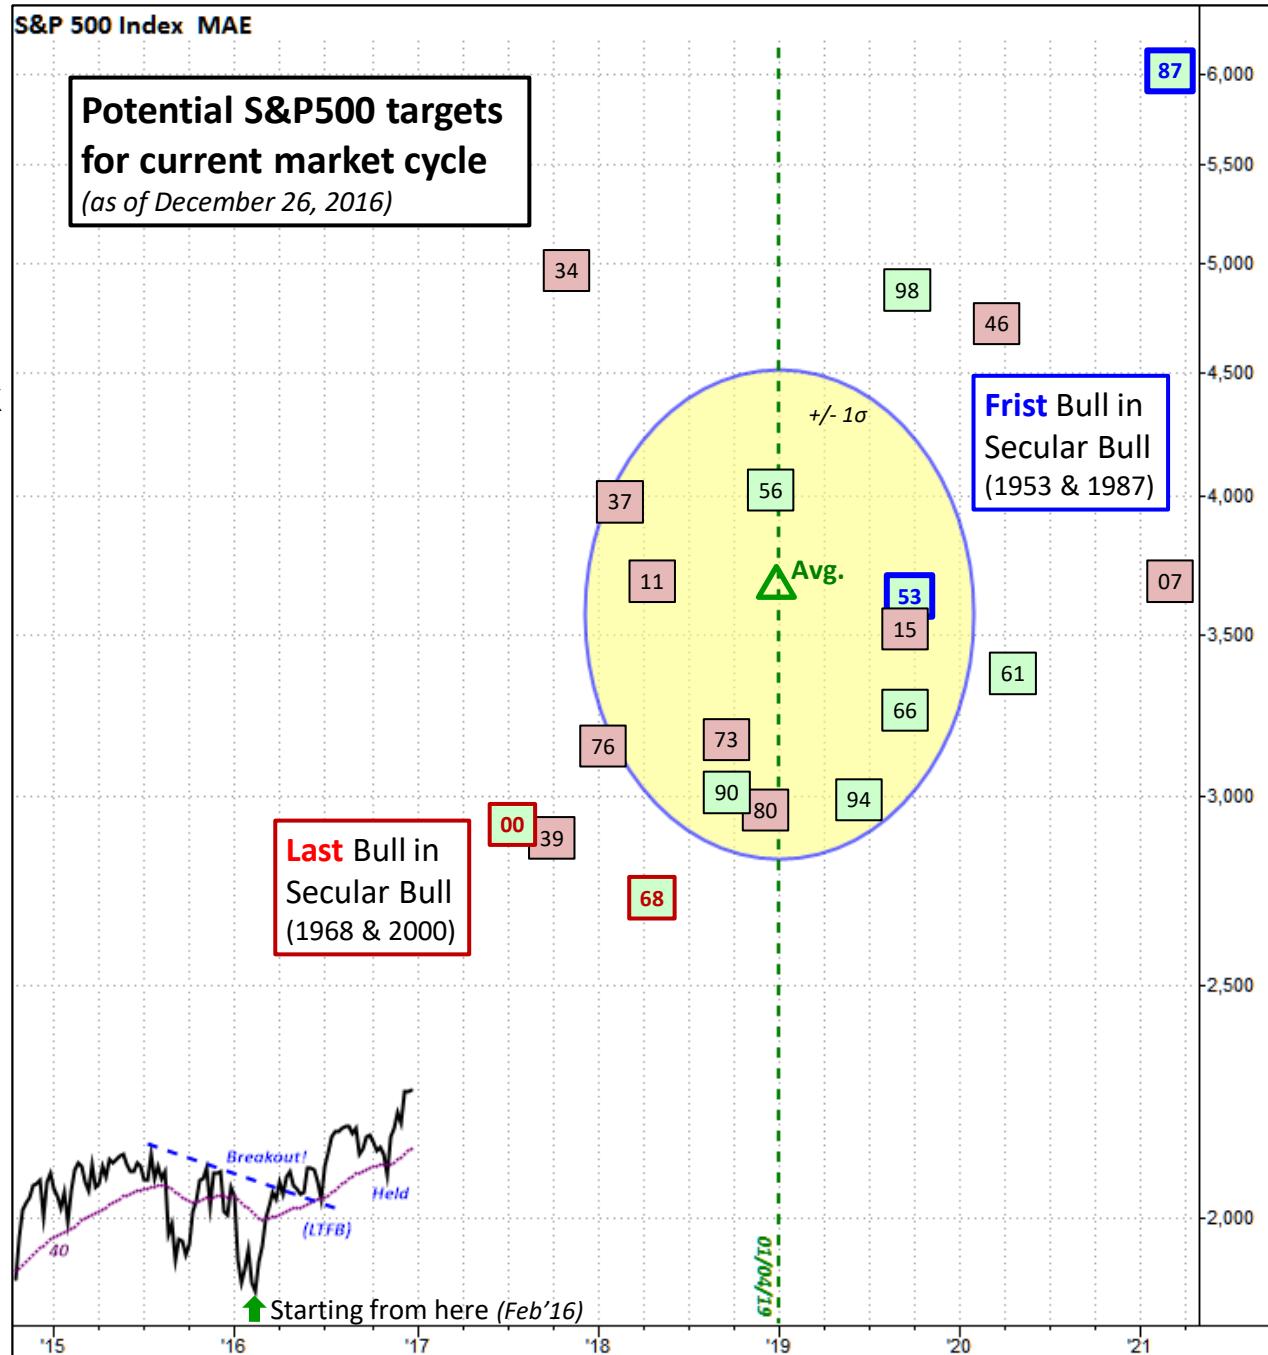 S&P 500 Index MAE
Potential S&P500 targets
for current market cycle
(as of December 26, 2016)
87
6,000
5,500
5,000
34
98
46
4,500
+/- 1σ
Frist Bull in
Secular Bull
(1953 & 1987)
56
37
4,000
Avg.
11
07
53
15
3,500
61
66
73
76
90
80
94
3,000
00
39
Last Bull in
Secular Bull
(1968 & 2000)
68
2,500
Breakout!
Held
(LTFB)
40
2,000
01/04/19
Starting from here (Feb'16)
'15
'16
'17
'18
'19
'20
'21